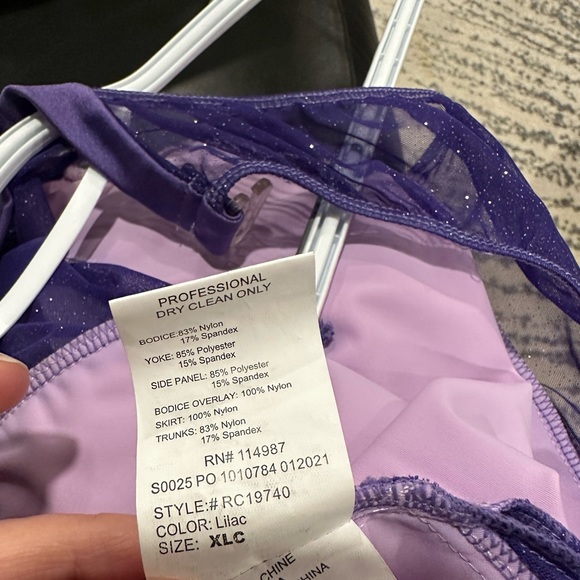 PROFESSIONAL
DRY CLEAN ONLY
BODICE:83% Nylon
17% Spandex
YOKE: 85% Polyester
15% Spandex
SIDE PANEL: 85% Polyester
15% Spandex
BODICE OVERLAY: 100% Nylon
SKIRT: 100% Nylon
TRUNKS: 83% Nylon
17% Spandex
RN# 114987
S0025 PO 1010784 012021
STYLE:# RC19740
COLOR: Lilac
SIZE: XLC
CHINE
CHINA